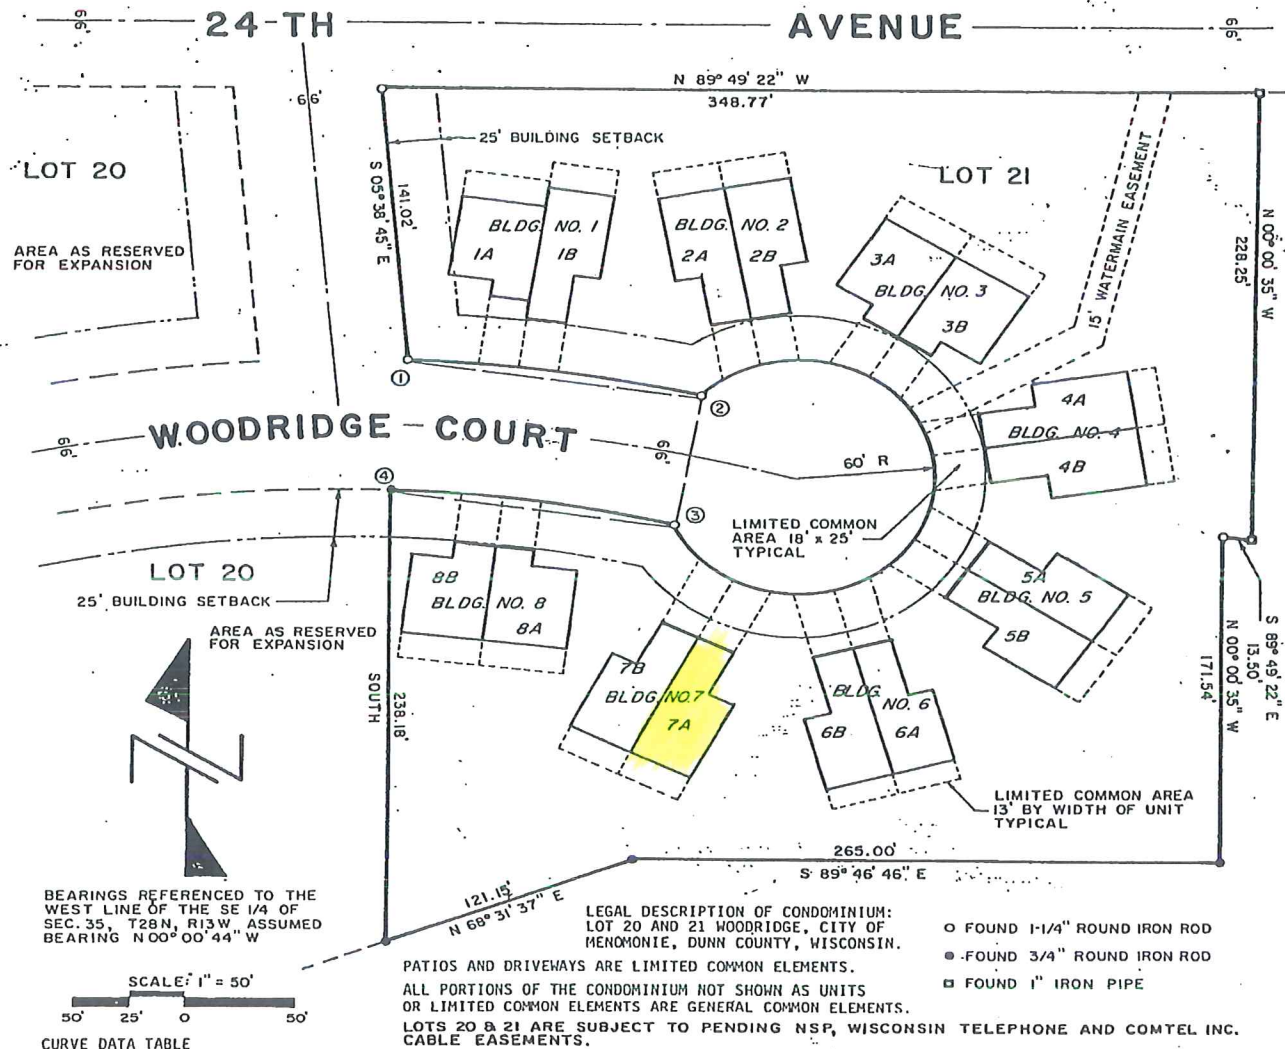 24-TH AVENUE
66'
66'
66'
N 89° 49' 22" W
348.77'
25' BUILDING SETBACK
LOT 20
LOT 21
AREA AS RESERVED
FOR EXPANSION
S 05° 38' 45" E
141.02'
BLDG. NO. 1
1A
1B
BLDG. NO. 2
2A
2B
3A
BLDG. NO. 3
3B
15' WATERMAIN EASEMENT
N 00° 00' 35" W
228.25'
4A
BLDG. NO. 4
4B
1
2
WOODRIDGE COURT
66'
66'
60' R
4
3
LIMITED COMMON
AREA 18' x 25'
TYPICAL
LOT 20
25' BUILDING SETBACK
AREA AS RESERVED
FOR EXPANSION
8B
BLDG. NO. 8
8A
5A
BLDG. NO. 5
5B
S 89° 49' 22" E
13.50'
N 00° 00' 35" W
171.54'
SOUTH
238.18'
7B
BLDG. NO. 7
7A
BLDG. NO. 6
6B
6A
LIMITED COMMON AREA
13' BY WIDTH OF UNIT
TYPICAL
265.00'
S 89° 46' 46" E
121.15'
N 68° 31' 37" E
BEARINGS REFERENCED TO THE
WEST LINE OF THE SE 1/4 OF
SEC. 35, T28N, R13W, ASSUMED
BEARING N 00° 00' 44" W
LEGAL DESCRIPTION OF CONDOMINIUM:
LOT 20 AND 21 WOODRIDGE, CITY OF
MENOMONIE, DUNN COUNTY, WISCONSIN.
FOUND 1-1/4" ROUND IRON ROD
FOUND 3/4" ROUND IRON ROD
FOUND 1" IRON PIPE
SCALE: 1" = 50'
50' 25' 0 50'
PATIOS AND DRIVEWAYS ARE LIMITED COMMON ELEMENTS.
ALL PORTIONS OF THE CONDOMINIUM NOT SHOWN AS UNITS
OR LIMITED COMMON ELEMENTS ARE GENERAL COMMON ELEMENTS.
LOTS 20 & 21 ARE SUBJECT TO PENDING NSP, WISCONSIN TELEPHONE AND COMTEL INC.
CABLE EASEMENTS.
CURVE DATA TABLE